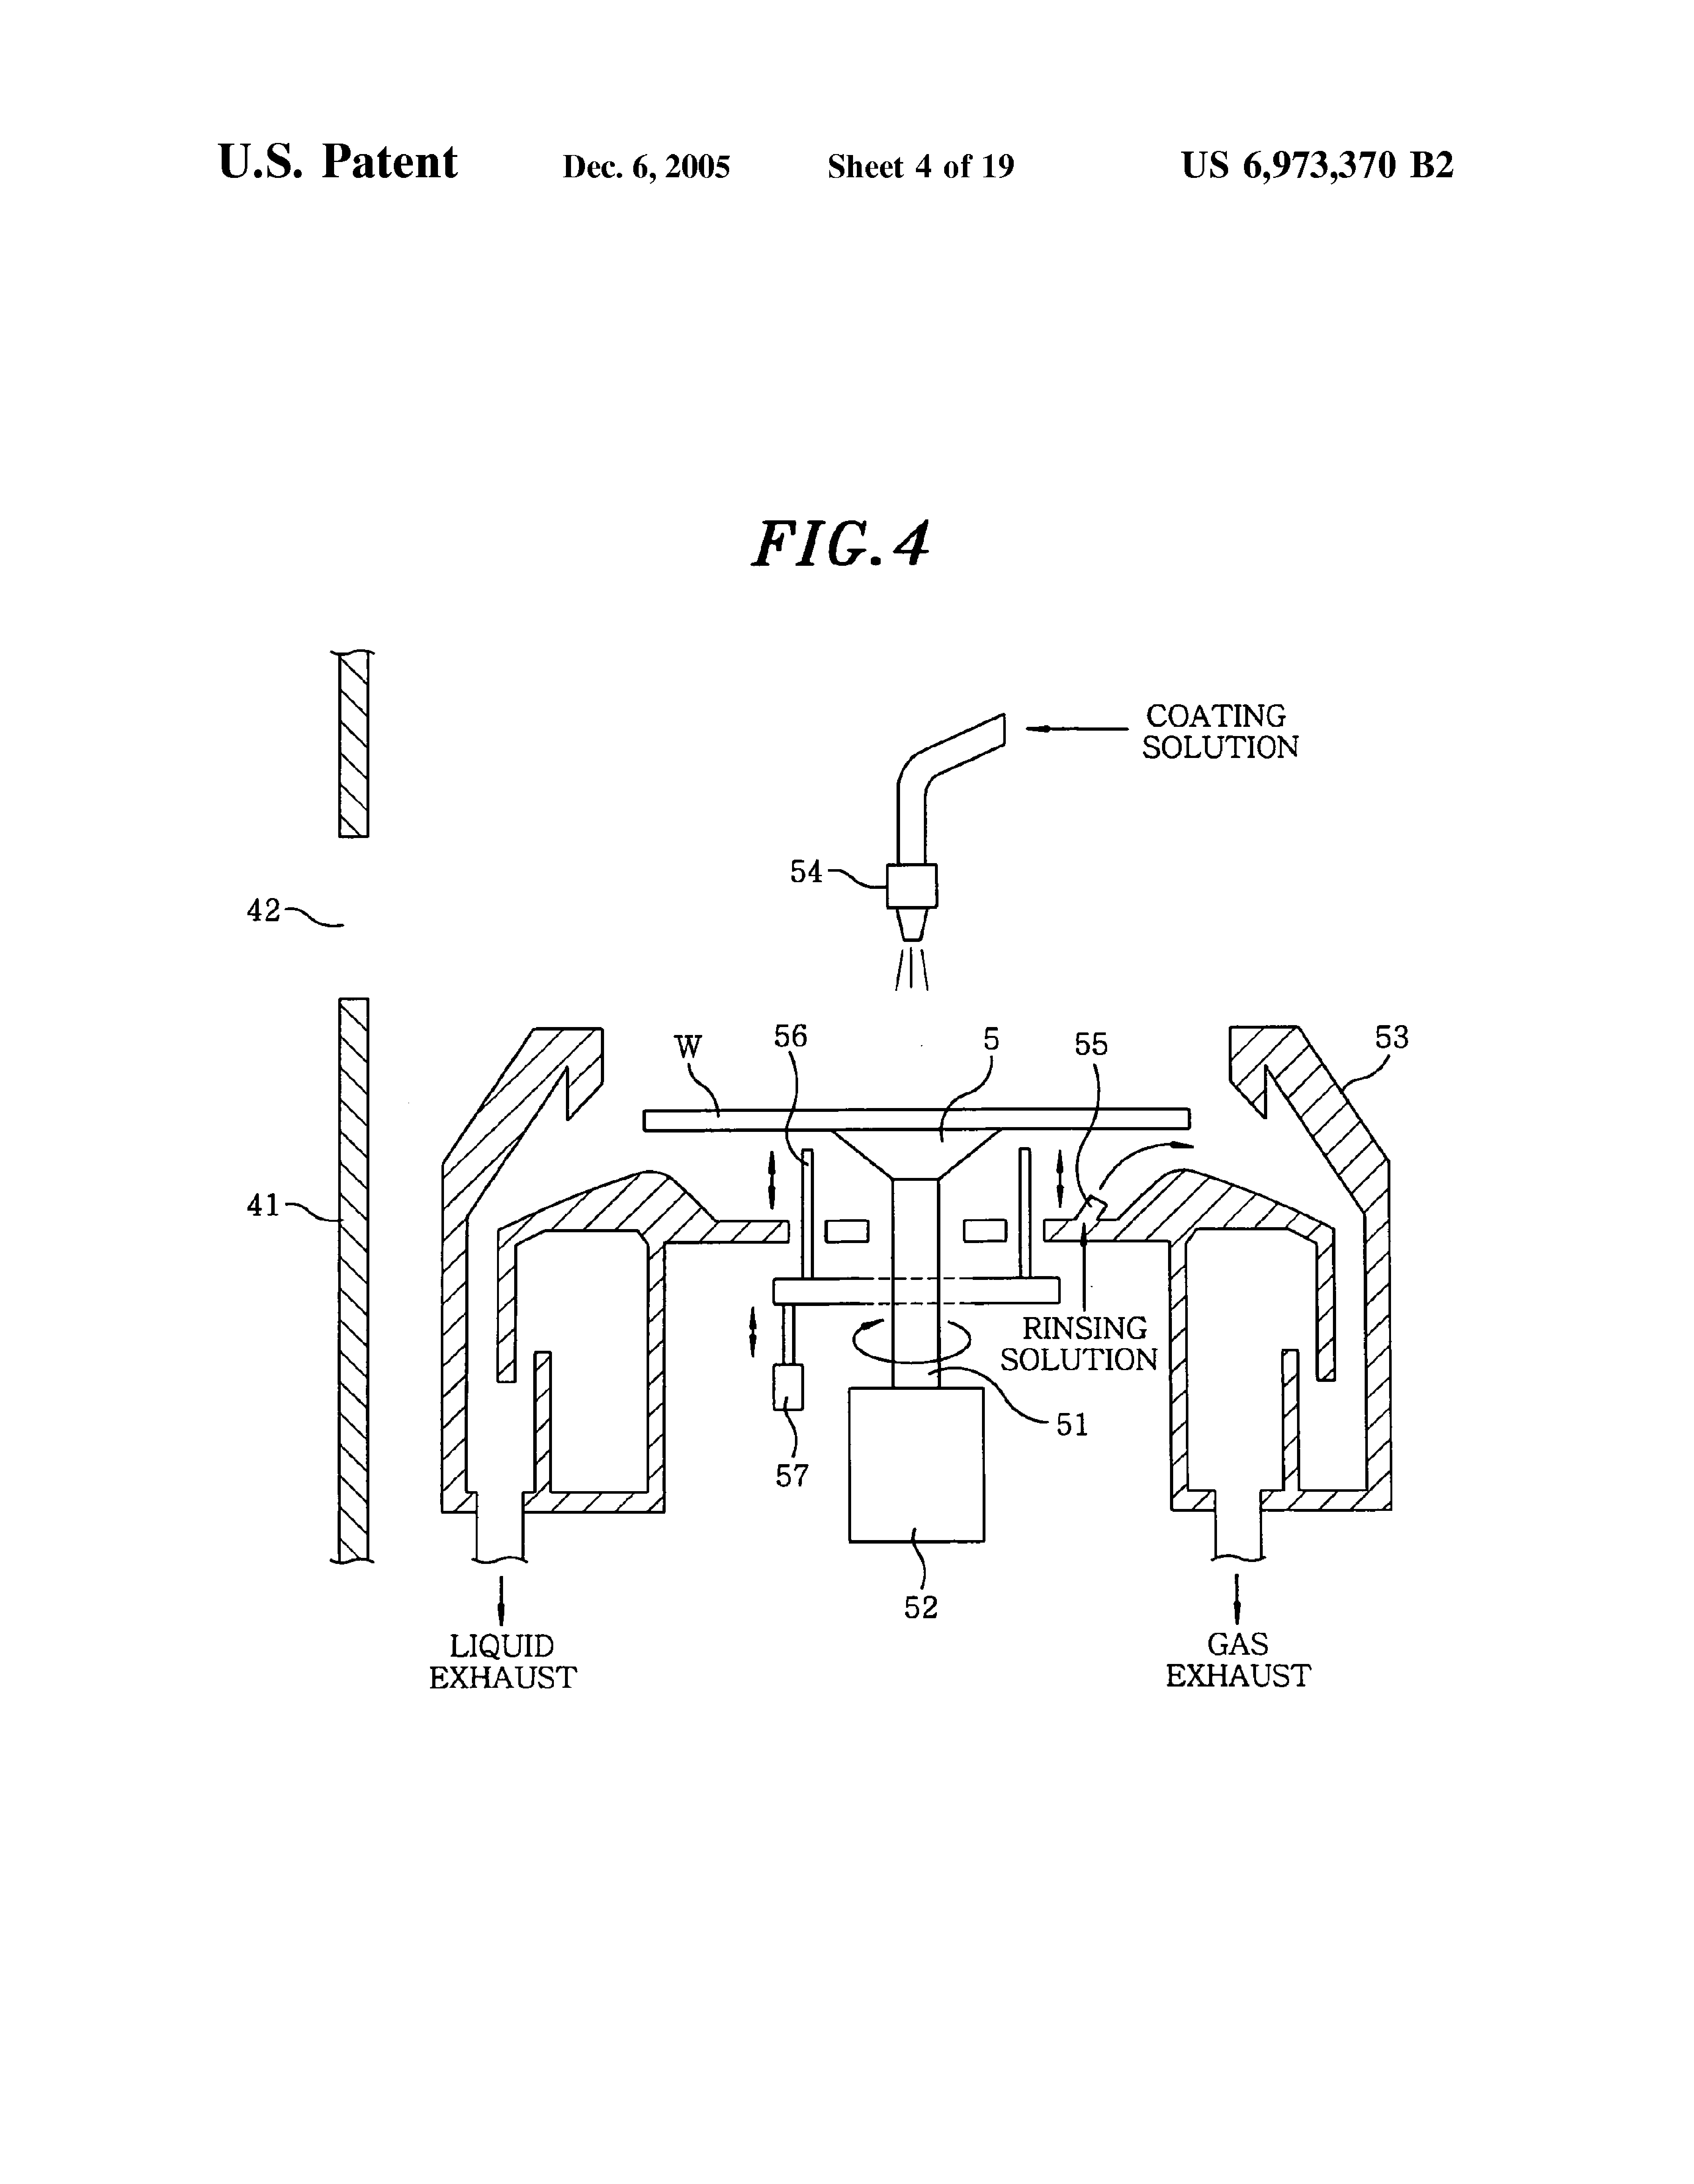 U.S. Patent Dec. 6, 2005 Sheet 4 of 19 US 6,973,370 B2
FIG.4
COATING
SOLUTION
54
42
W
56
5
55
53
41
RINSING
SOLUTION
51
57
52
LIQUID
EXHAUST
GAS
EXHAUST